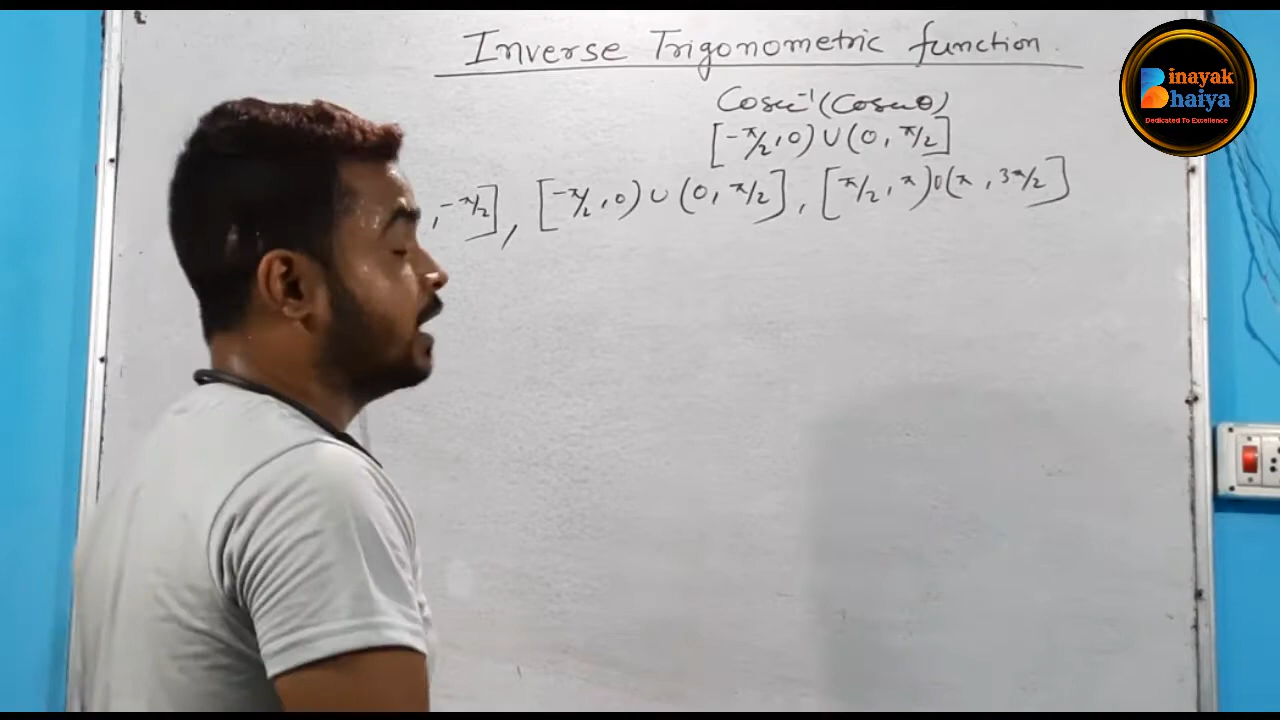 Inverse Trigonometric function.
Binayak Bhaiya
Dedicated To Excellence
Cosec⁻¹(Cosecθ)
[-π/2, 0) ∪ (0, π/2]
, -π/2], [-π/2, 0) ∪ (0, π/2], [π/2, π) ∪ (π, 3π/2]